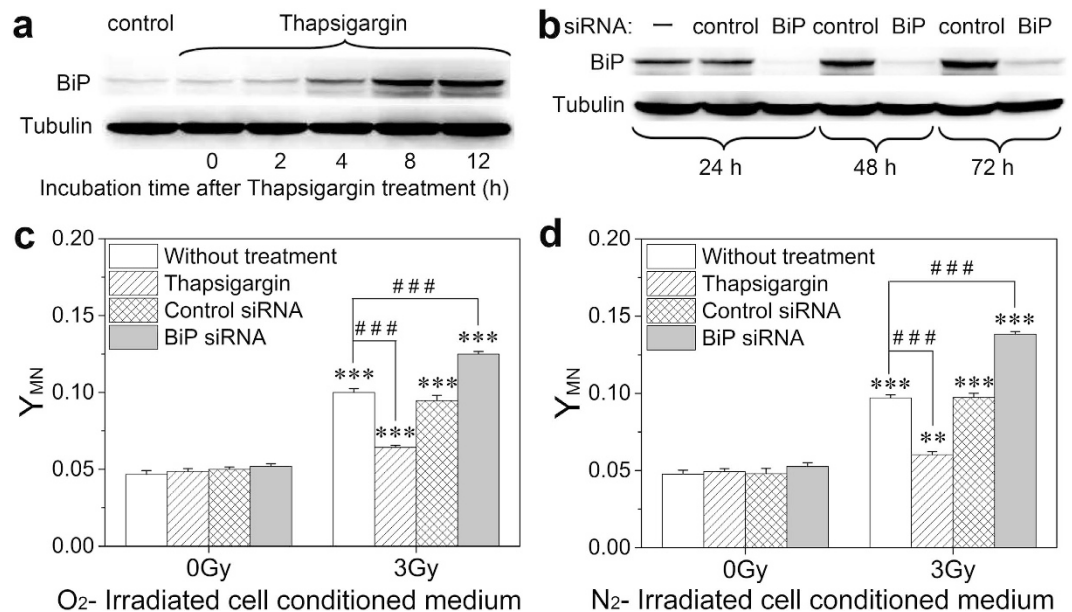 a
control
Thapsigargin
BiP
Tubulin
0 2 4 8 12
Incubation time after Thapsigargin treatment (h)
b
siRNA: — control BiP control BiP control BiP
BiP
Tubulin
24 h 48 h 72 h
c
0.20
0.15
0.10
0.05
0.00
YMN
Without treatment
Thapsigargin
Control siRNA
BiP siRNA
# # #
# # #
***
***
***
***
0Gy 3Gy
O2- Irradiated cell conditioned medium
d
0.20
0.15
0.10
0.05
0.00
YMN
Without treatment
Thapsigargin
Control siRNA
BiP siRNA
# # #
# # #
***
**
***
***
0Gy 3Gy
N2- Irradiated cell conditioned medium